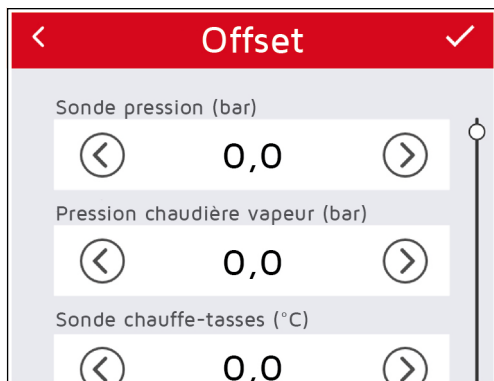 Offset
Sonde pression (bar)
0,0
Pression chaudière vapeur (bar)
0,0
Sonde chauffe-tasses (°C)
0,0